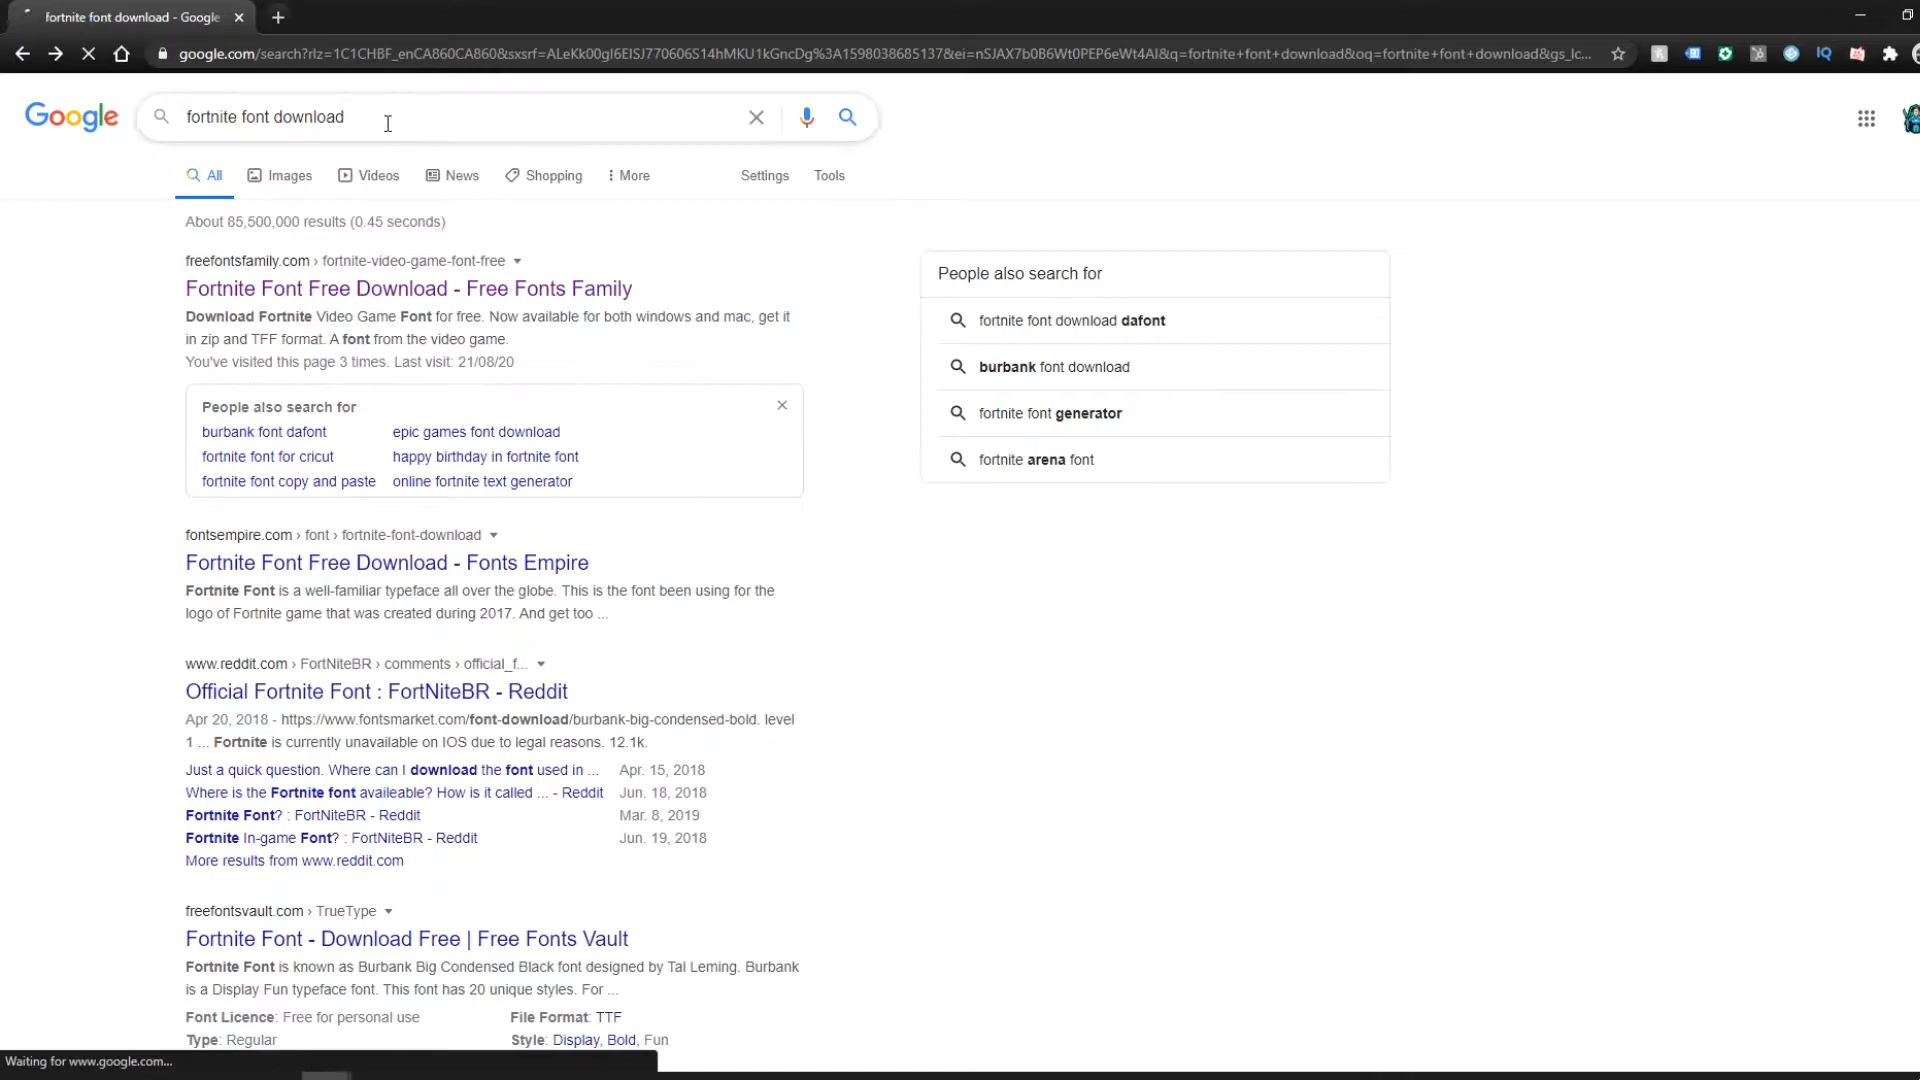 fortnite font download - Google
google.com/search?rlz=1C1CHBF_enCA860CA860&sxsrf=ALeKk00gI6EISJ770606S14hMKU1kGncDg%3A1598038685137&ei=nSJAX7b0B6Wt0PEP6eWt4AI&q=fortnite+font+download&oq=fortnite+font+download&gs_lc...
Google
fortnite font download
All Images Videos News Shopping More Settings Tools
About 85,500,000 results (0.45 seconds)
freefontsfamily.com › fortnite-video-game-font-free
Fortnite Font Free Download - Free Fonts Family
Download Fortnite Video Game Font for free. Now available for both windows and mac, get it
in zip and TFF format. A font from the video game.
You've visited this page 3 times. Last visit: 21/08/20
People also search for
burbank font dafont epic games font download
fortnite font for cricut happy birthday in fortnite font
fortnite font copy and paste online fortnite text generator
fontsempire.com › font › fortnite-font-download
Fortnite Font Free Download - Fonts Empire
Fortnite Font is a well-familiar typeface all over the globe. This is the font been using for the
logo of Fortnite game that was created during 2017. And get too ...
www.reddit.com › FortNiteBR › comments › official_f...
Official Fortnite Font : FortNiteBR - Reddit
Apr 20, 2018 - https://www.fontsmarket.com/font-download/burbank-big-condensed-bold. level
1 ... Fortnite is currently unavailable on IOS due to legal reasons. 12.1k.
Just a quick question. Where can I download the font used in ... Apr. 15, 2018
Where is the Fortnite font availeable? How is it called ... - Reddit Jun. 18, 2018
Fortnite Font? : FortNiteBR - Reddit Mar. 8, 2019
Fortnite In-game Font? : FortNiteBR - Reddit Jun. 19, 2018
More results from www.reddit.com
freefontsvault.com › TrueType
Fortnite Font - Download Free | Free Fonts Vault
Fortnite Font is known as Burbank Big Condensed Black font designed by Tal Leming. Burbank
is a Display Fun typeface font. This font has 20 unique styles. For ...
Font Licence: Free for personal use File Format: TTF
Type: Regular Style: Display, Bold, Fun
Waiting for www.google.com...
People also search for
fortnite font download dafont
burbank font download
fortnite font generator
fortnite arena font